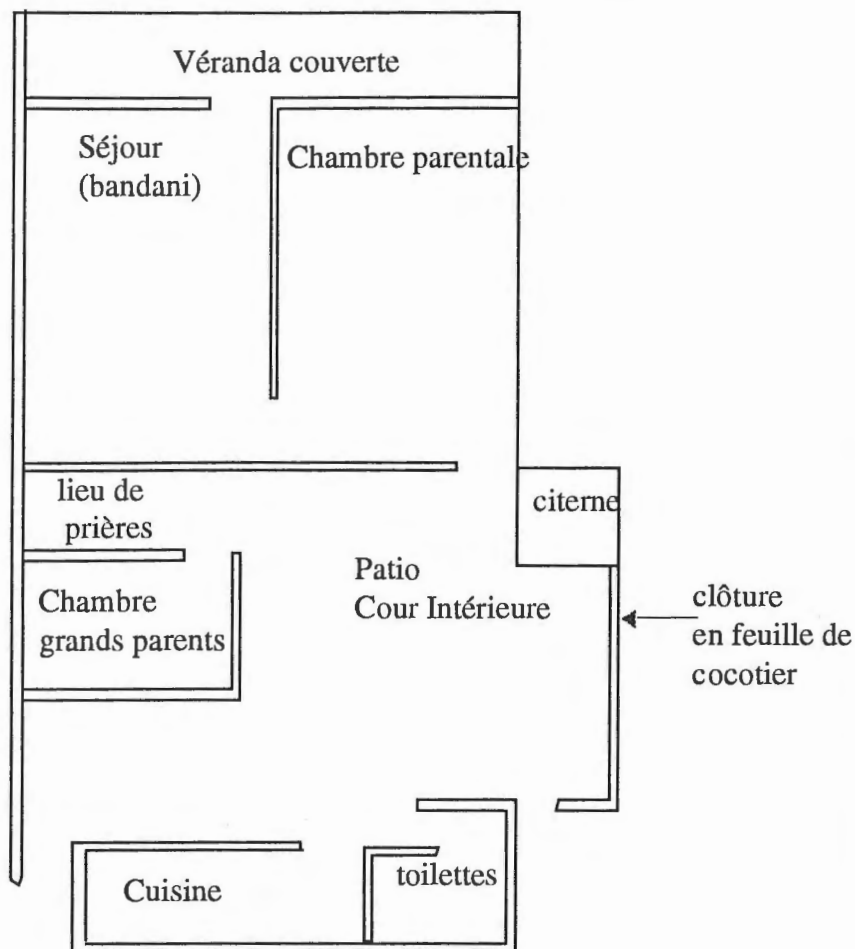 Véranda couverte
Séjour
(bandani)
Chambre parentale
lieu de
prières
citerne
Chambre
grands parents
Patio
Cour Intérieure
clôture
en feuille de
cocotier
Cuisine
toilettes